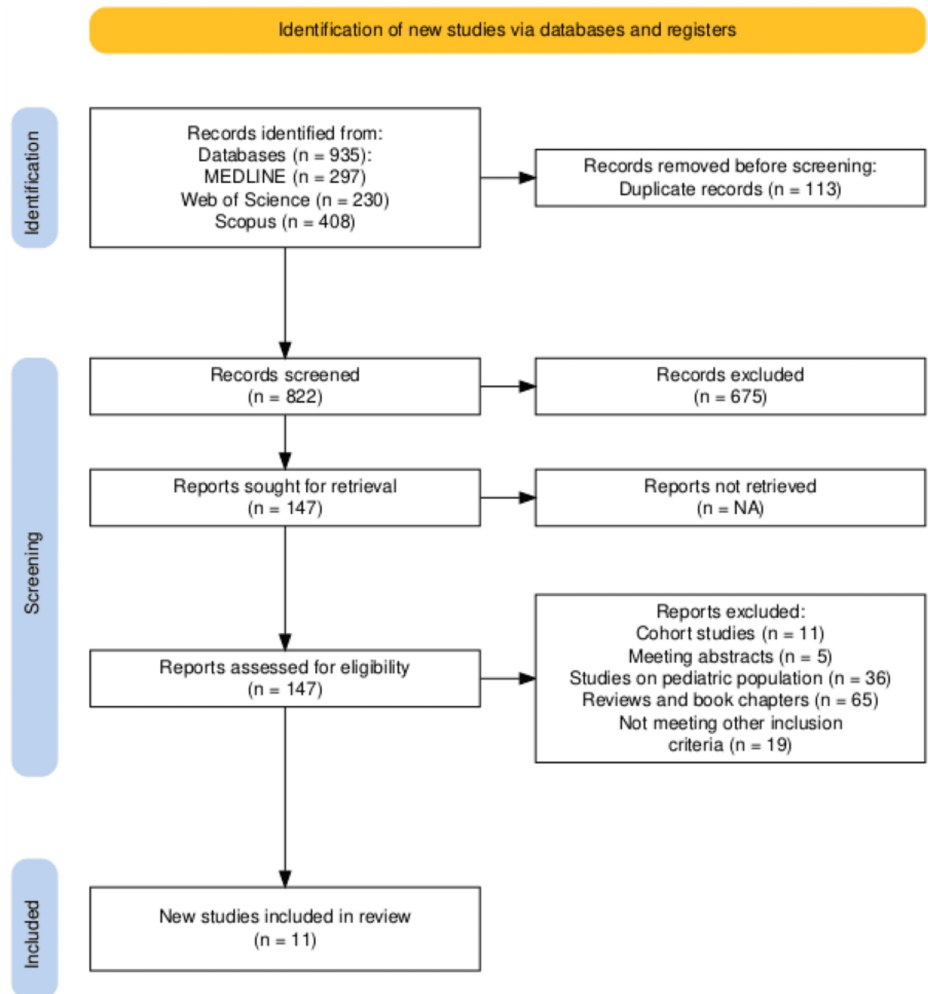 Identification of new studies via databases and registers
Identification
Records identified from:
Databases (n = 935):
MEDLINE (n = 297)
Web of Science (n = 230)
Scopus (n = 408)
Records removed before screening:
Duplicate records (n = 113)
Screening
Records screened
(n = 822)
Records excluded
(n = 675)
Reports sought for retrieval
(n = 147)
Reports not retrieved
(n = NA)
Reports assessed for eligibility
(n = 147)
Reports excluded:
Cohort studies (n = 11)
Meeting abstracts (n = 5)
Studies on pediatric population (n = 36)
Reviews and book chapters (n = 65)
Not meeting other inclusion
criteria (n = 19)
Included
New studies included in review
(n = 11)